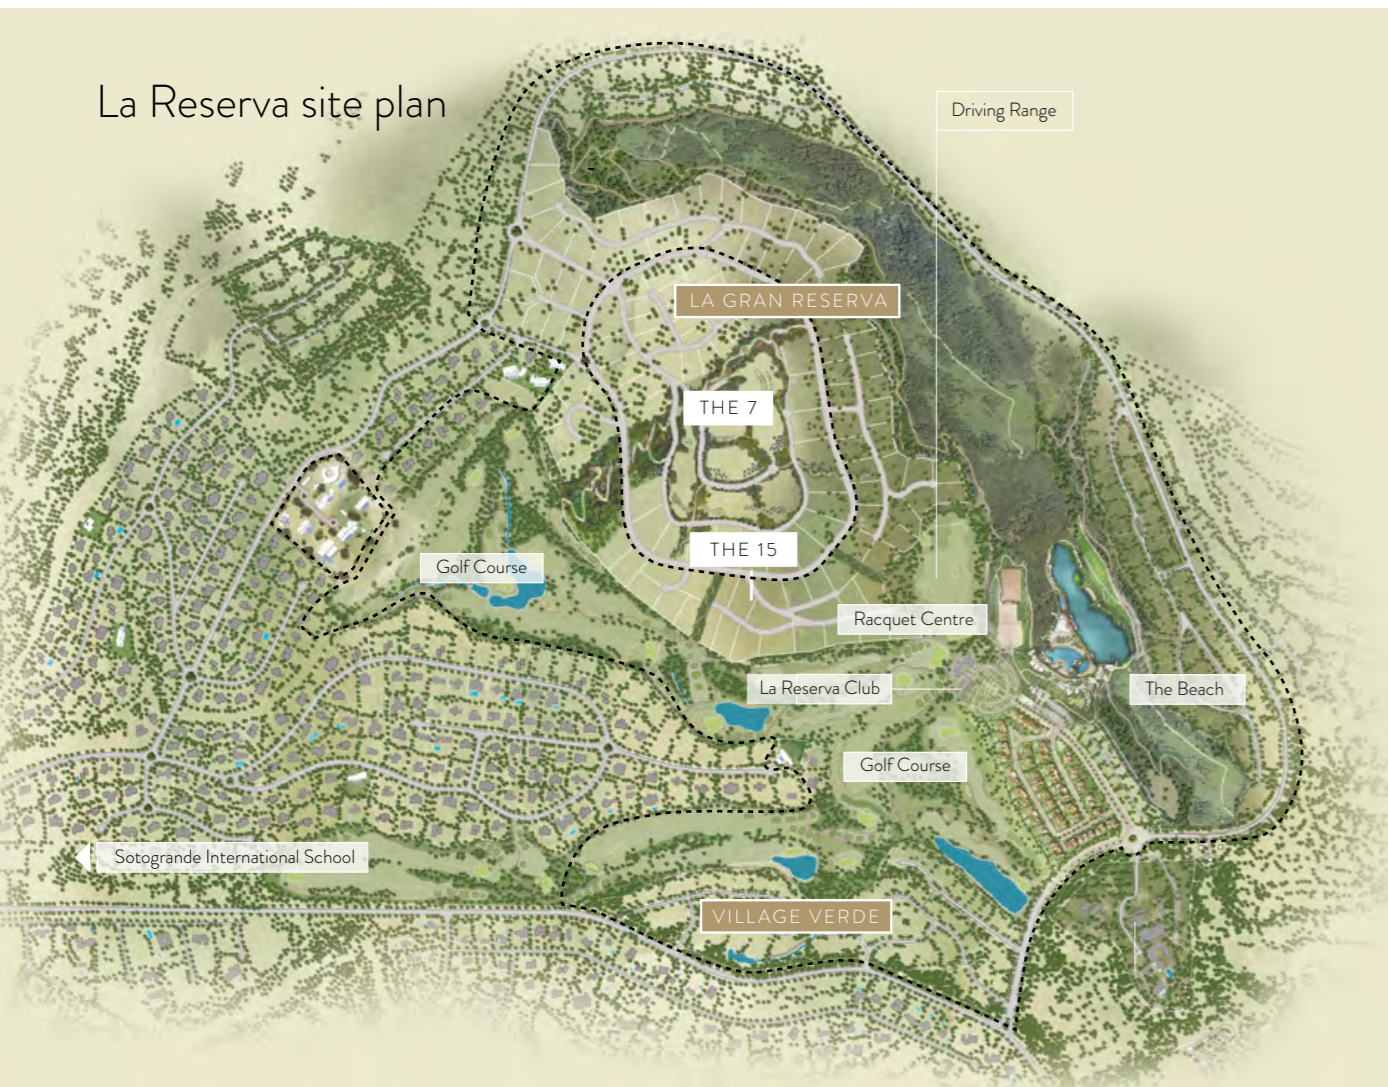 La Reserva site plan
Driving Range
LA GRAN RESERVA
THE 7
THE 15
Golf Course
Racquet Centre
La Reserva Club
The Beach
Golf Course
Sotogrande International School
VILLAGE VERDE